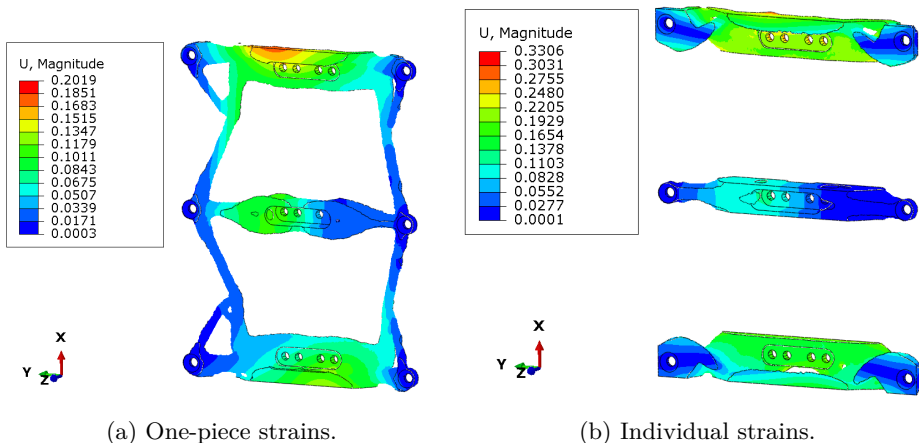 U, Magnitude
0.2019
0.1851
0.1683
0.1515
0.1347
0.1179
0.1011
0.0843
0.0675
0.0507
0.0339
0.0171
0.0003
X
Y
Z
(a) One-piece strains.
U, Magnitude
0.3306
0.3031
0.2755
0.2480
0.2205
0.1929
0.1654
0.1378
0.1103
0.0828
0.0552
0.0277
0.0001
X
Y
Z
(b) Individual strains.